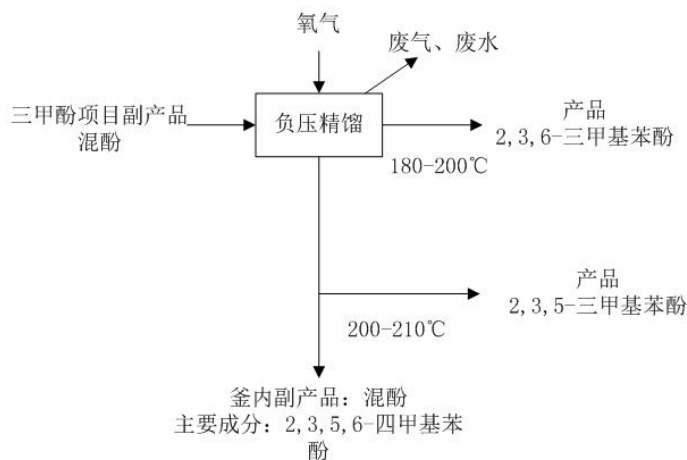 氧气
废气、废水
三甲酚项目副产品
混酚
负压精馏
产品
2,3,6-三甲基苯酚
180-200℃
产品
2,3,5-三甲基苯酚
200-210℃
釜内副产品：混酚
主要成分：2,3,5,6-四甲基苯
酚